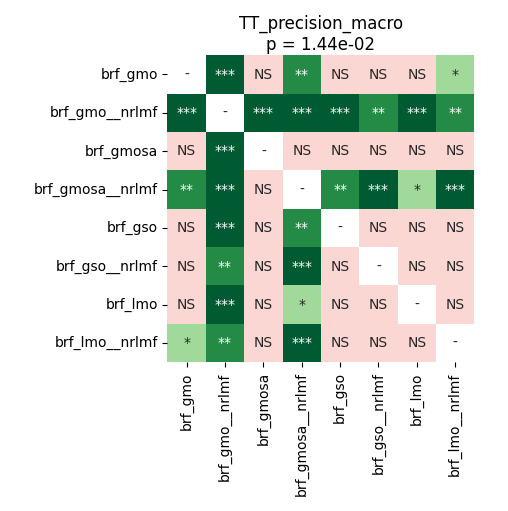 TT_precision_macro
p = 1.44e-02
brf_gmo - *** NS ** NS NS NS *
brf_gmo__nrlmf *** - *** *** *** ** *** **
brf_gmosa NS *** - NS NS NS NS NS
brf_gmosa__nrlmf ** *** NS - ** *** * ***
brf_gso NS *** NS ** - NS NS NS
brf_gso__nrlmf NS ** NS *** NS - NS NS
brf_lmo NS *** NS * NS NS - NS
brf_lmo__nrlmf * ** NS *** NS NS NS -
brf_gmo
brf_gmo__nrlmf
brf_gmosa
brf_gmosa__nrlmf
brf_gso
brf_gso__nrlmf
brf_lmo
brf_lmo__nrlmf